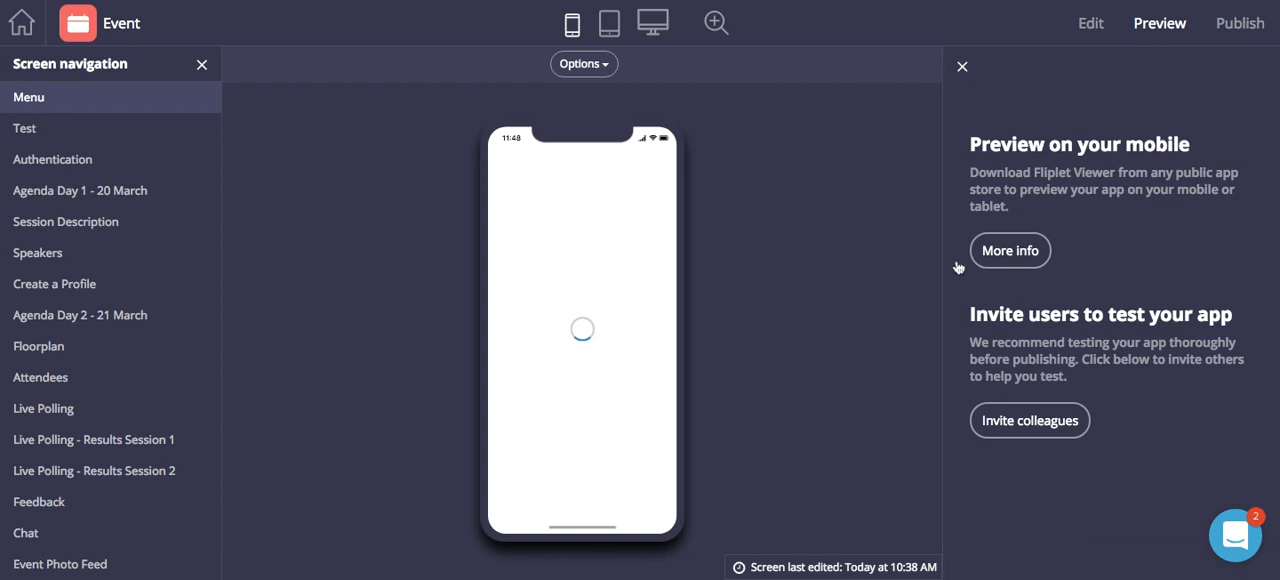 Event
Edit
Preview
Publish
Screen navigation
Options
Menu
Test
Authentication
Agenda Day 1 - 20 March
Session Description
Speakers
Create a Profile
Agenda Day 2 - 21 March
Floorplan
Attendees
Live Polling
Live Polling - Results Session 1
Live Polling - Results Session 2
Feedback
Chat
Event Photo Feed
11:48
Screen last edited: Today at 10:38 AM
Preview on your mobile
Download Fliplet Viewer from any public app
store to preview your app on your mobile or
tablet.
More info
Invite users to test your app
We recommend testing your app thoroughly
before publishing. Click below to invite others
to help you test.
Invite colleagues
2